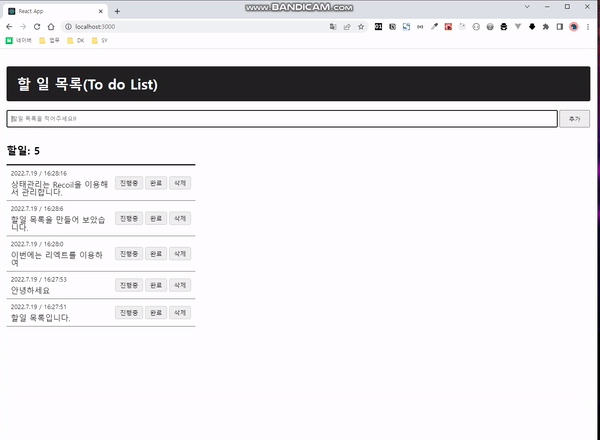 www.BANDICAM.com
React App
localhost:3000
네이버
업무
DK
SY
할 일 목록(To do List)
할일 목록을 적어주세요!!
추가
할일: 5
2022.7.19 / 16:28:16
상태관리는 Recoil을 이용해
서 관리합니다.
진행중 완료 삭제
2022.7.19 / 16:28:6
할일 목록을 만들어 보았습
니다.
진행중 완료 삭제
2022.7.19 / 16:28:0
이번에는 리엑트를 이용하
여
진행중 완료 삭제
2022.7.19 / 16:27:53
안녕하세요
진행중 완료 삭제
2022.7.19 / 16:27:51
할일 목록입니다.
진행중 완료 삭제